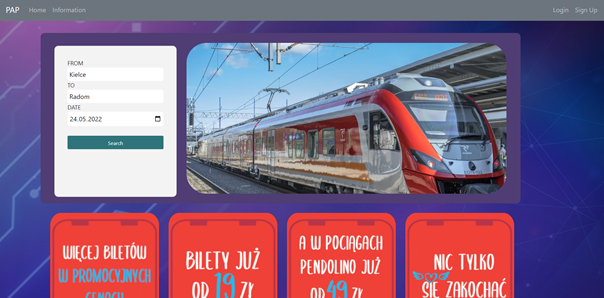 PAP Home Information Login Sign Up
FROM
Kielce
TO
Radom
DATE
24.05.2022
Search
WIĘCEJ BILETÓW
W PROMOCYJNYCH
CENACH
BILETY JUŻ
OD 19 ZŁ
A W POCIĄGACH
PENDOLINO JUŻ
OD 49 ZŁ
NIC TYLKO
SIĘ ZAKOCHAĆ